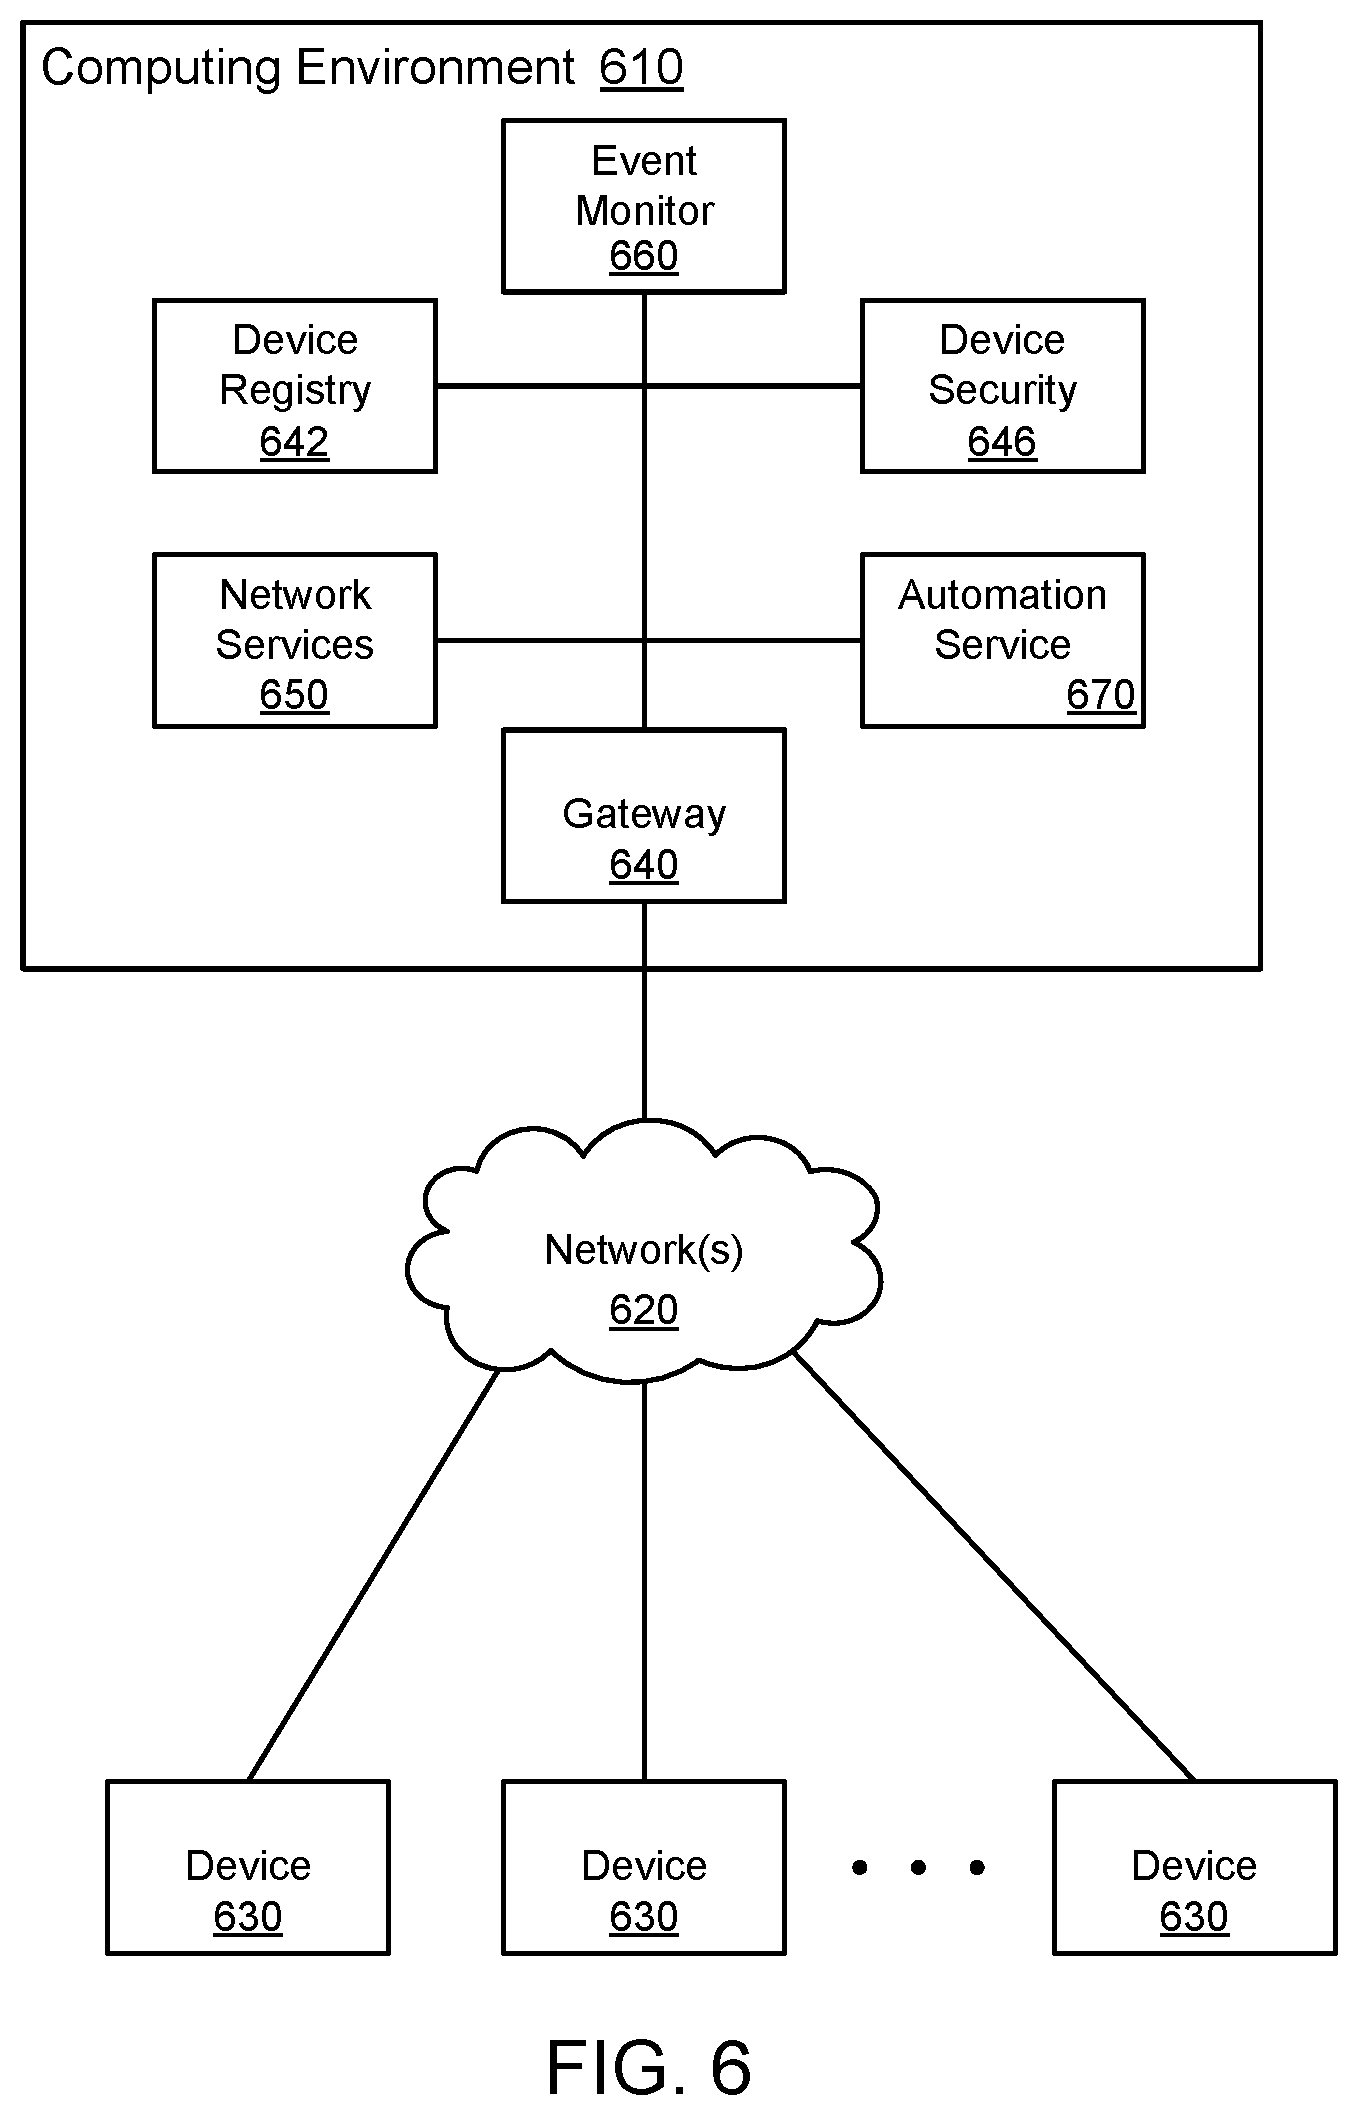 Computing Environment 610
Event
Monitor
660
Device
Registry
642
Device
Security
646
Network
Services
650
Automation
Service
670
Gateway
640
Network(s)
620
Device
630
Device
630
Device
630
FIG. 6